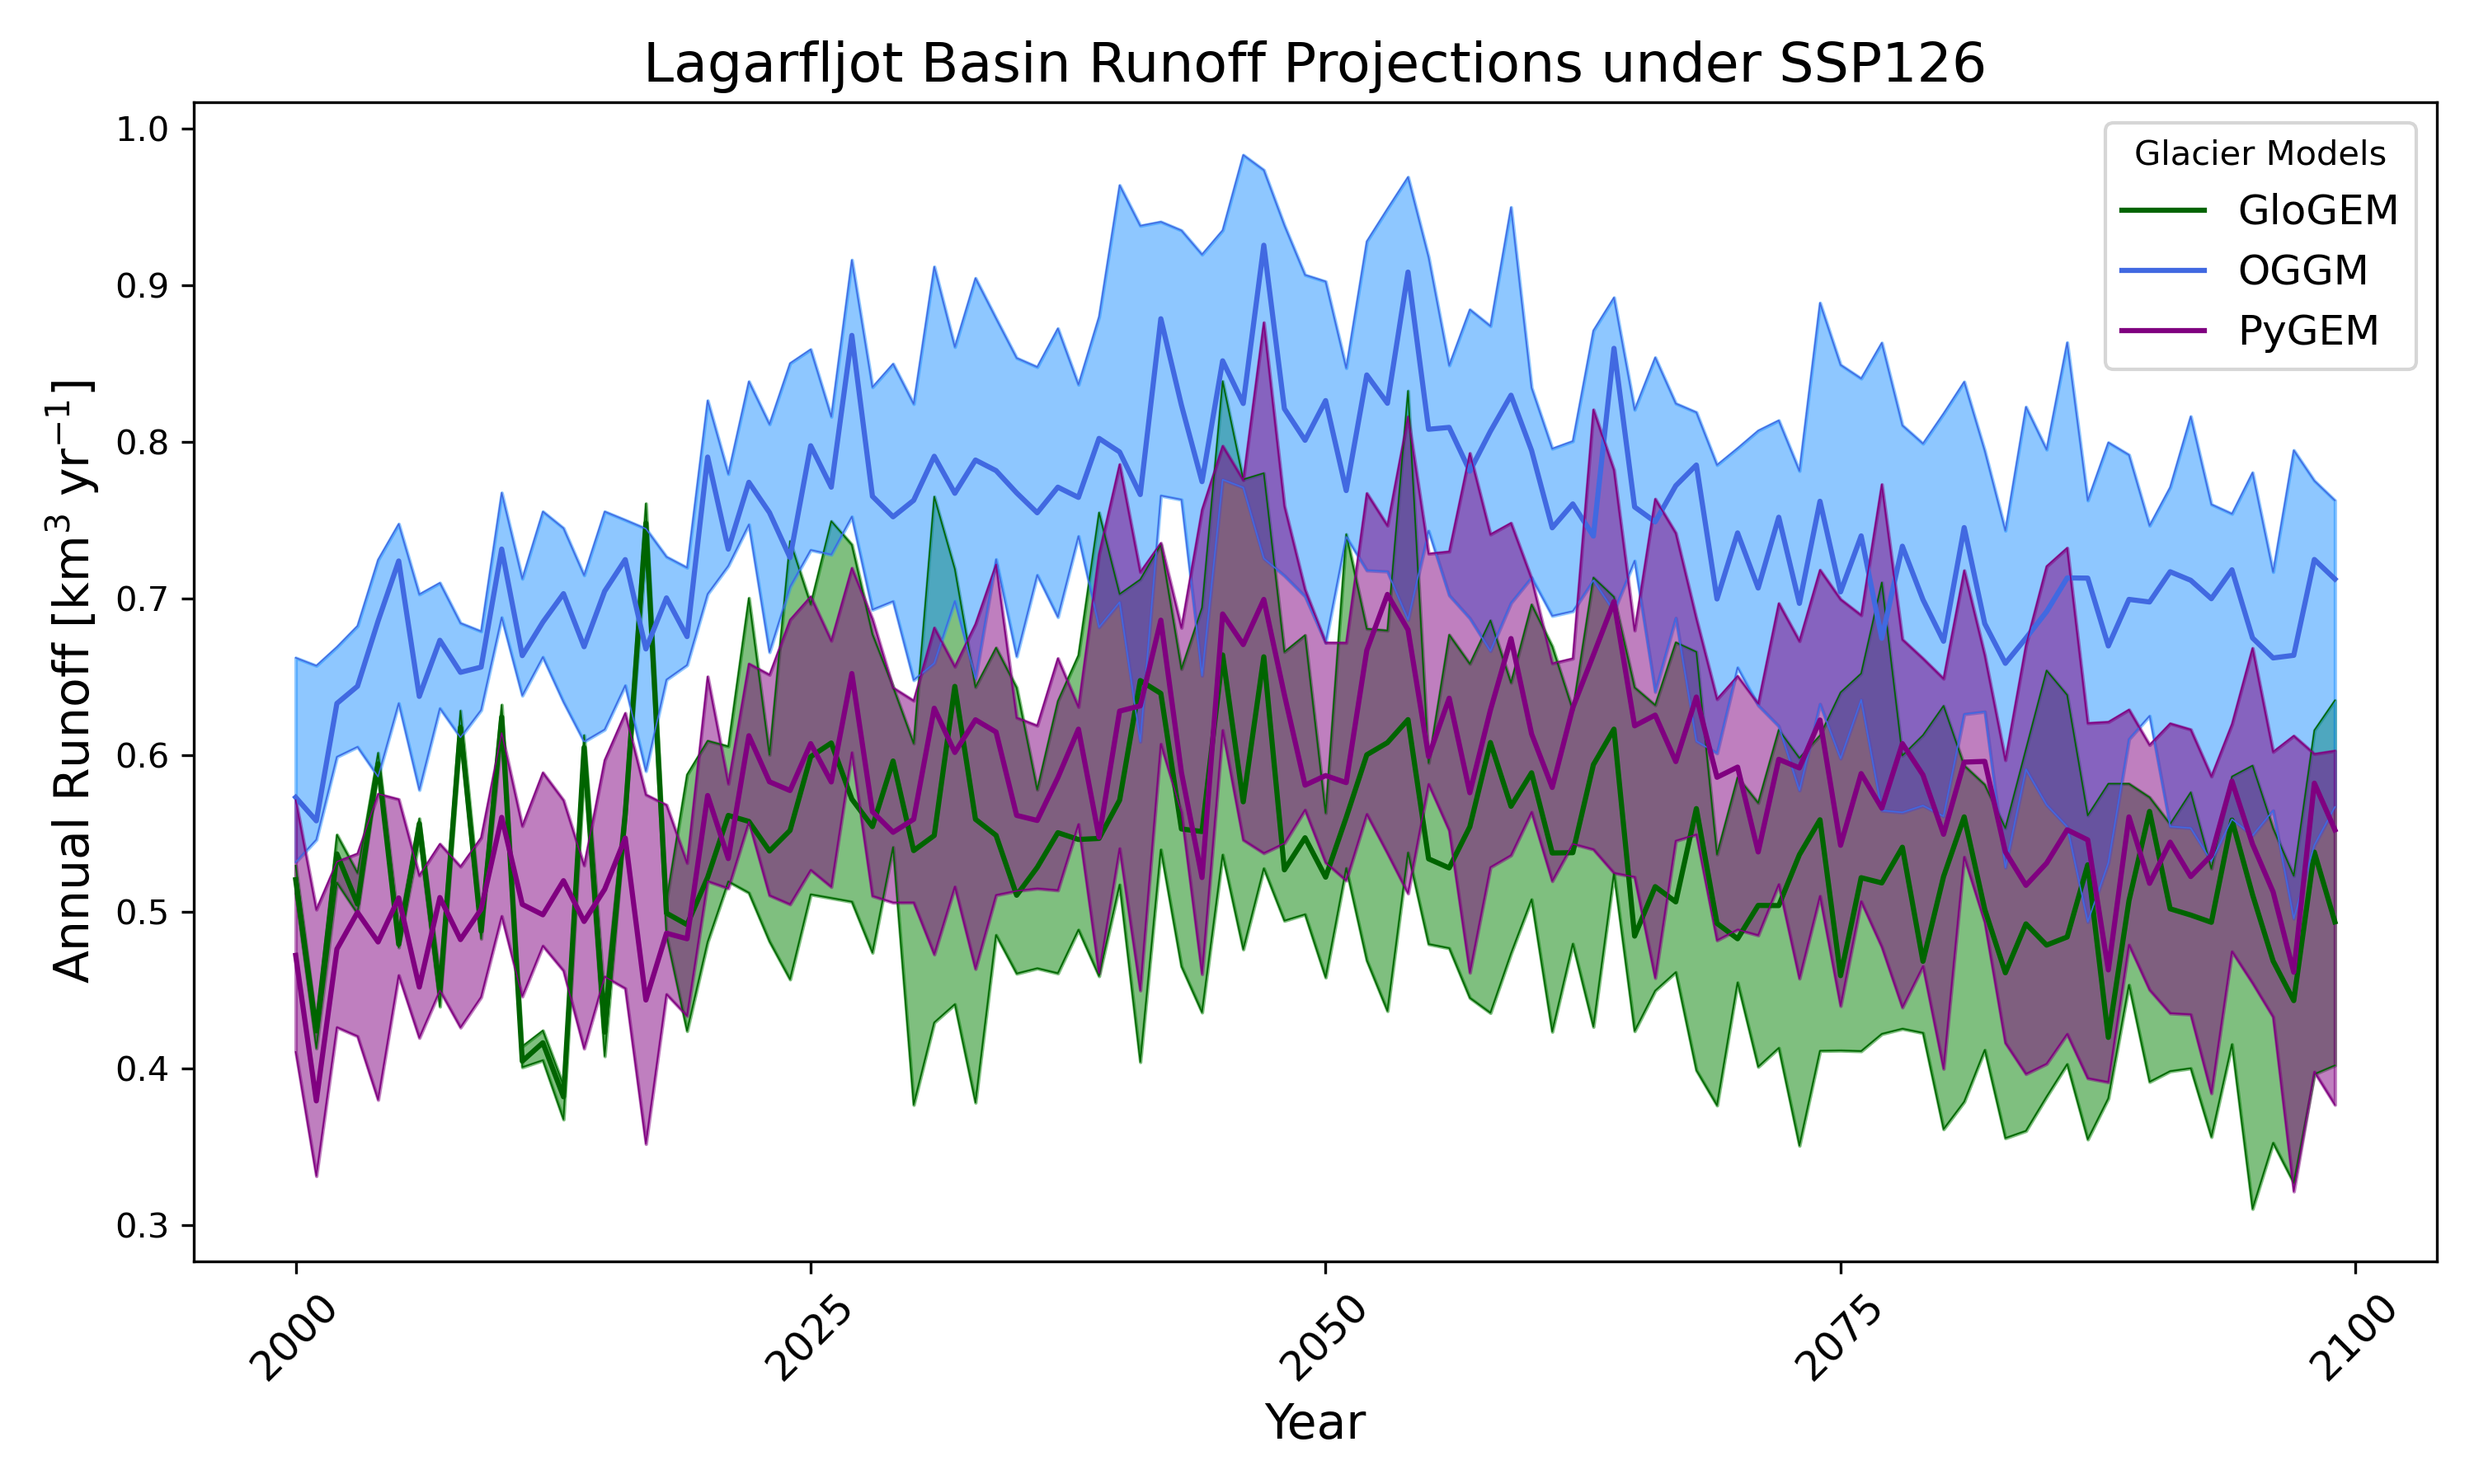 Lagarfljot Basin Runoff Projections under SSP126
Annual Runoff [km³ yr⁻¹]
1.0
0.9
0.8
0.7
0.6
0.5
0.4
0.3
Glacier Models
GloGEM
OGGM
PyGEM
2000
2025
2050
2075
2100
Year